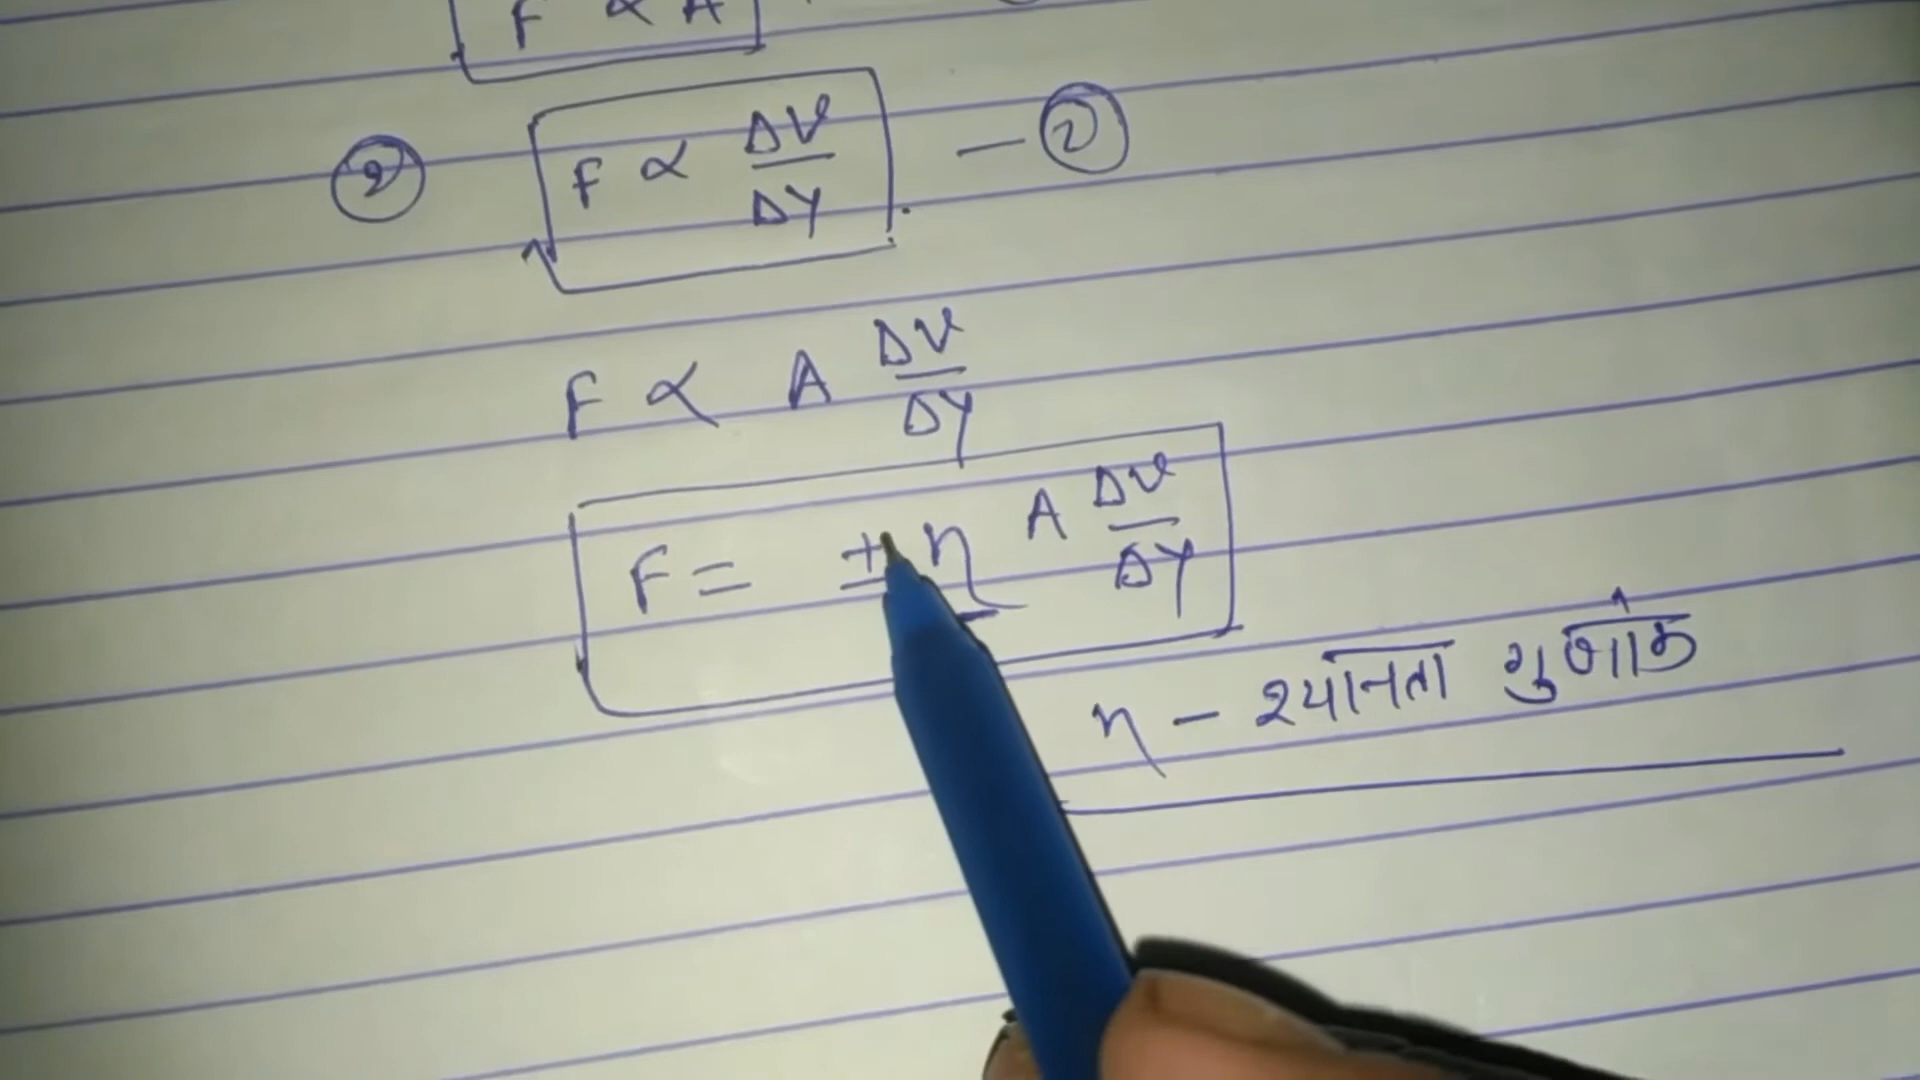 F ∝ A
② F ∝ ΔV/ΔY - ②
F ∝ A ΔV/ΔY
F = ± η A ΔV/ΔY
η - श्यानता गुणांक